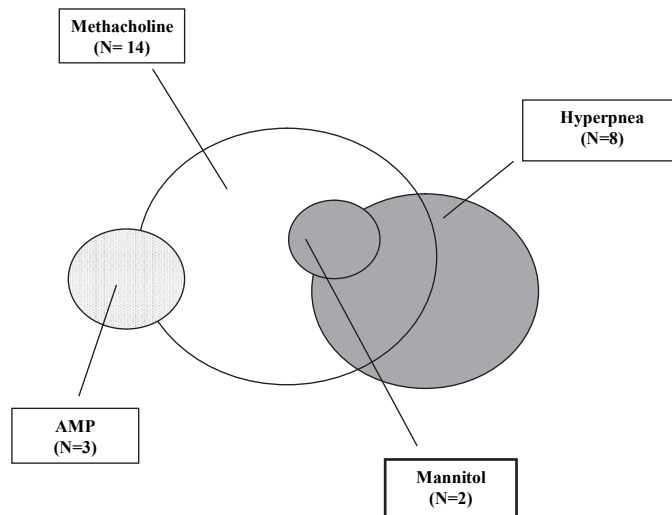 Methacholine
(N= 14)
Hyperpnea
(N=8)
AMP
(N=3)
Mannitol
(N=2)